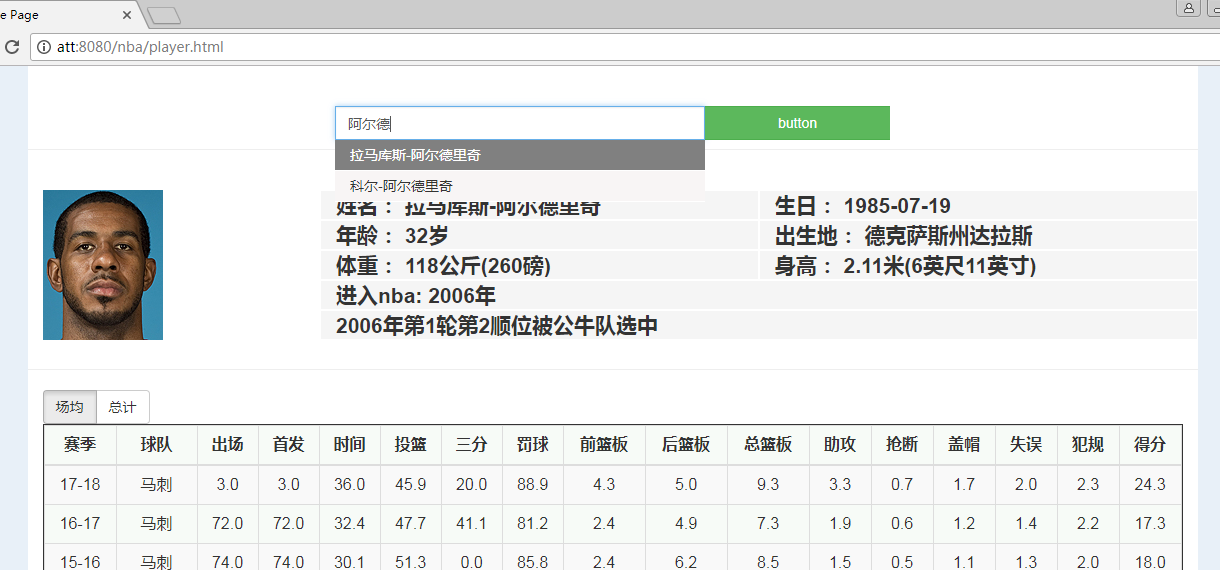 e Page
att:8080/nba/player.html
阿尔德 button
拉马库斯-阿尔德里奇
科尔-阿尔德里奇
姓名： 拉马库斯-阿尔德里奇 生日： 1985-07-19
年龄： 32岁 出生地： 德克萨斯州达拉斯
体重： 118公斤(260磅) 身高： 2.11米(6英尺11英寸)
进入nba: 2006年
2006年第1轮第2顺位被公牛队选中
场均 总计
赛季 球队 出场 首发 时间 投篮 三分 罚球 前篮板 后篮板 总篮板 助攻 抢断 盖帽 失误 犯规 得分
17-18 马刺 3.0 3.0 36.0 45.9 20.0 88.9 4.3 5.0 9.3 3.3 0.7 1.7 2.0 2.3 24.3
16-17 马刺 72.0 72.0 32.4 47.7 41.1 81.2 2.4 4.9 7.3 1.9 0.6 1.2 1.4 2.2 17.3
15-16 马刺 74.0 74.0 30.1 51.3 0.0 85.8 2.4 6.2 8.5 1.5 0.5 1.1 1.3 2.0 18.0